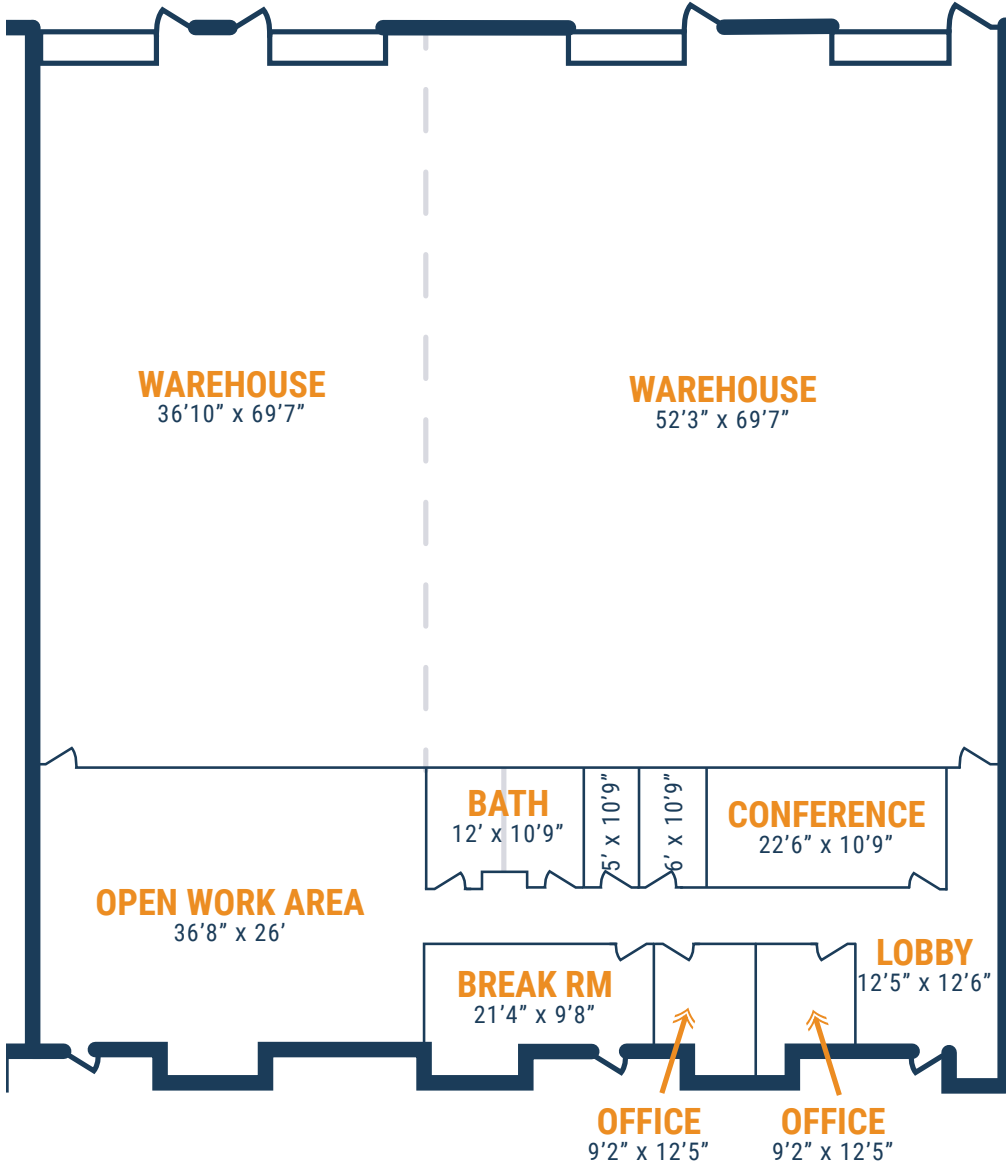 WAREHOUSE
36’10” x 69’7”
WAREHOUSE
52’3” x 69’7”
BATH
12’ x 10’9”
5’ x 10’9”
6’ x 10’9”
CONFERENCE
22’6” x 10’9”
OPEN WORK AREA
36’8” x 26’
BREAK RM
21’4” x 9’8”
LOBBY
12’5” x 12’6”
OFFICE
9’2” x 12’5”
OFFICE
9’2” x 12’5”